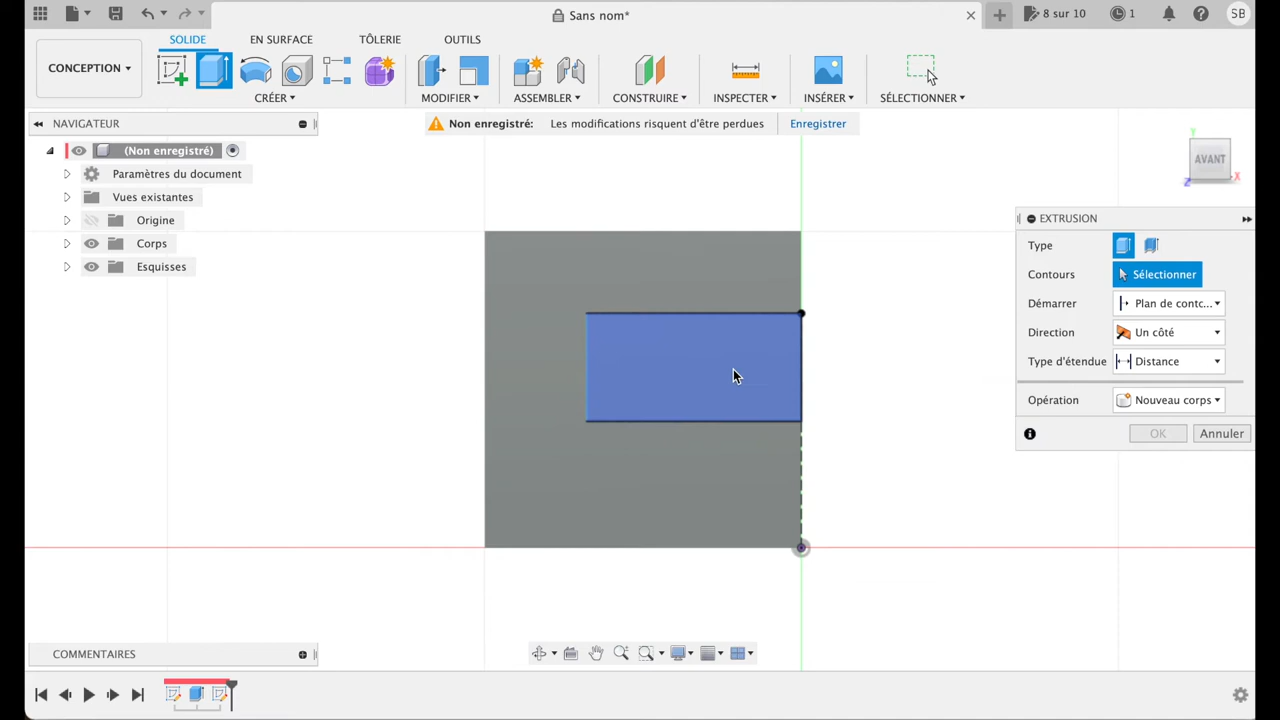 Sans nom*
8 sur 10
1
SB
SOLIDE
EN SURFACE
TÔLERIE
OUTILS
CONCEPTION
CRÉER
MODIFIER
ASSEMBLER
CONSTRUIRE
INSPECTER
INSÉRER
SÉLECTIONNER
NAVIGATEUR
Non enregistré: Les modifications risquent d'être perdues Enregistrer
(Non enregistré)
Paramètres du document
Vues existantes
Origine
Corps
Esquisses
Y
AVANT
Z
X
EXTRUSION
Type
Contours Sélectionner
Démarrer Plan de contc...
Direction Un côté
Type d'étendue Distance
Opération Nouveau corps
OK Annuler
COMMENTAIRES